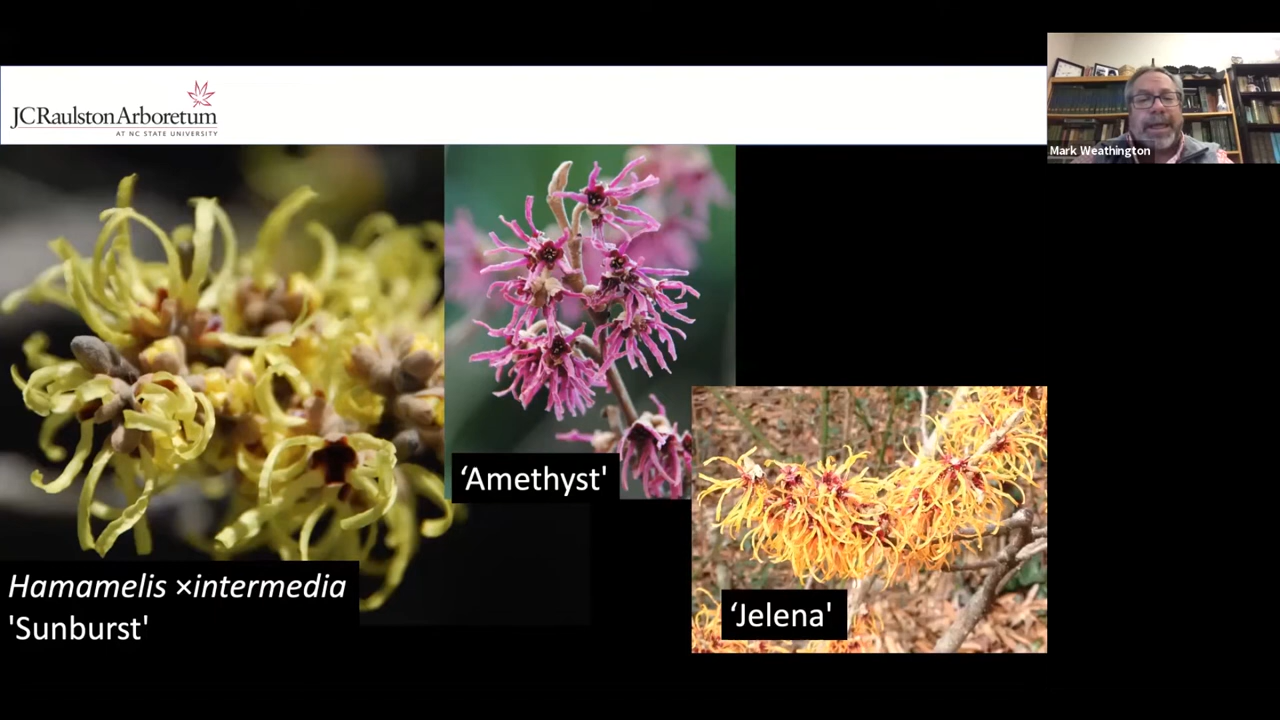 JCRaulston Arboretum
AT NC STATE UNIVERSITY
Mark Weathington
‘Amethyst'
Hamamelis ×intermedia
'Sunburst'
‘Jelena'